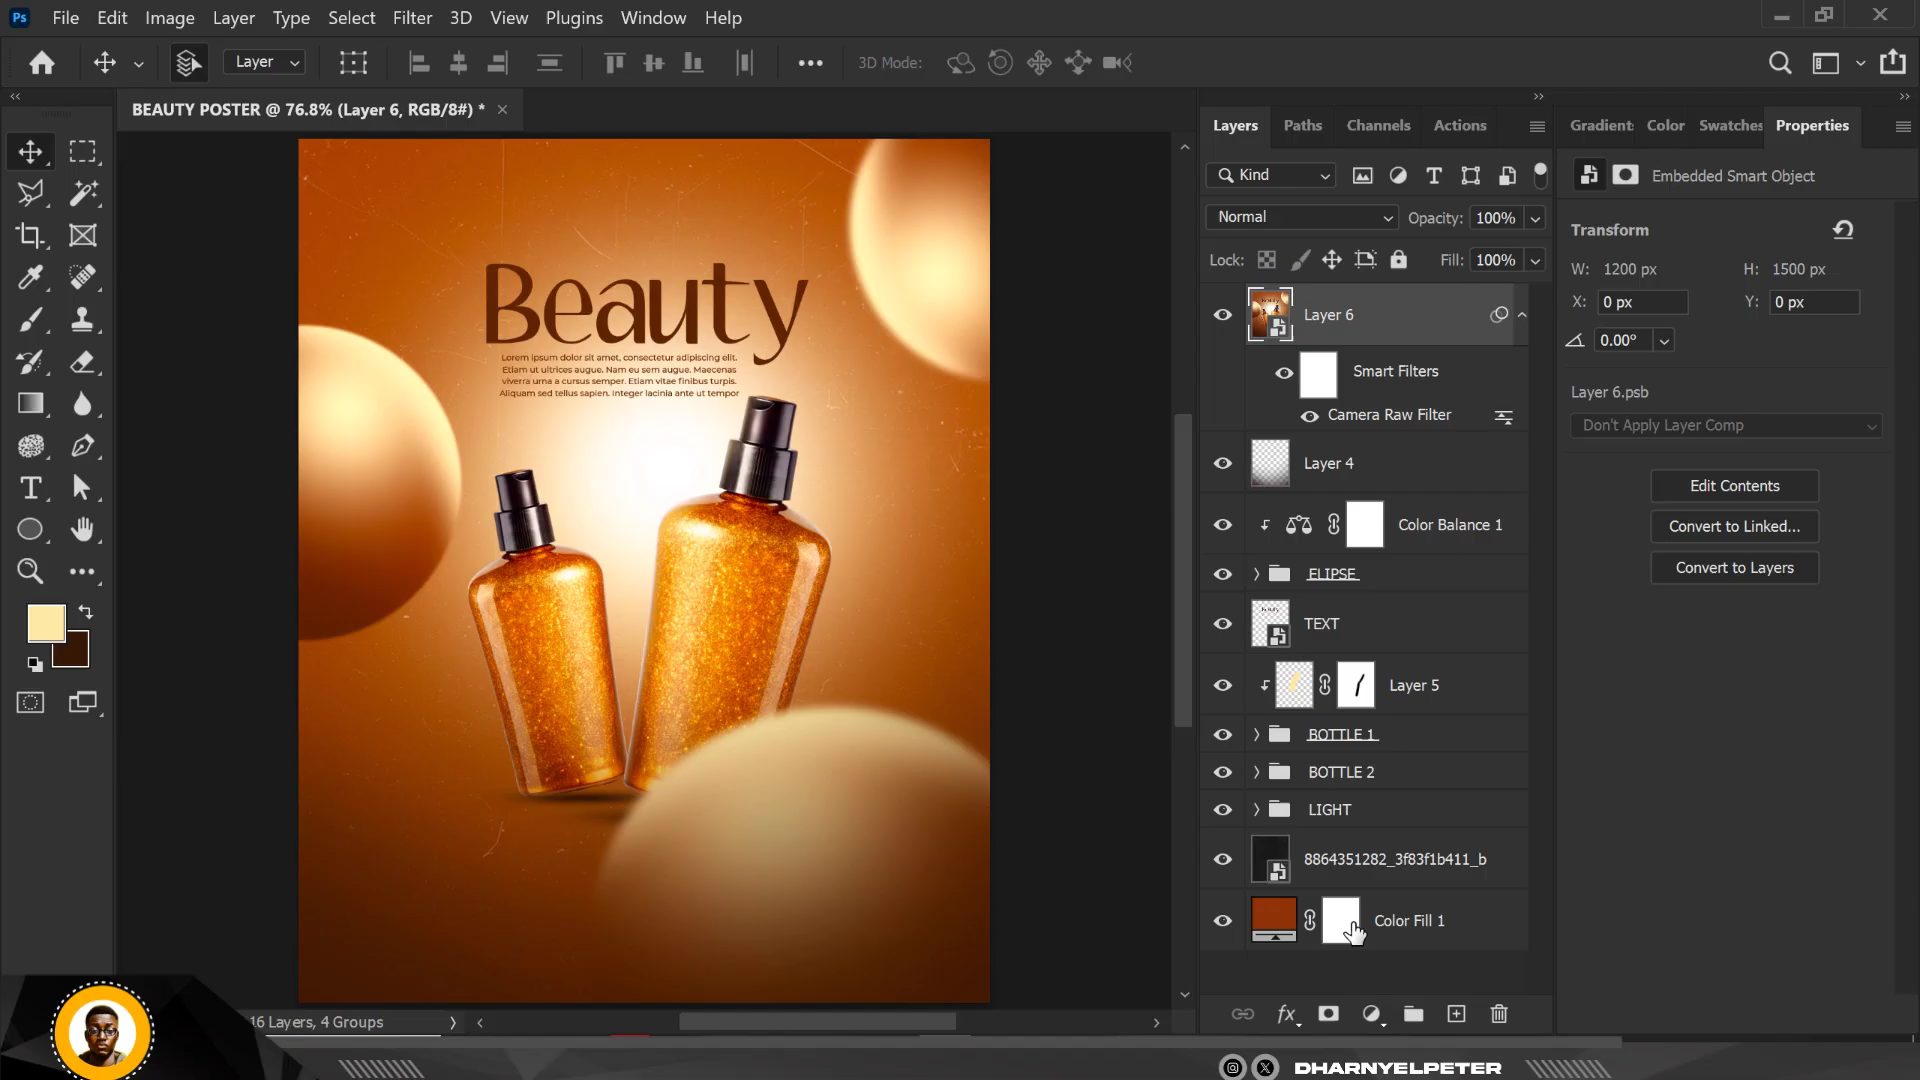 Ps File Edit Image Layer Type Select Filter 3D View Plugins Window Help
Layer 3D Mode:
BEAUTY POSTER @ 76.8% (Layer 6, RGB/8#) *
Beauty
Lorem ipsum dolor sit amet, consectetur adipiscing elit.
Etiam ut ultrices augue. Nam eu sem augue. Maecenas
viverra urna a cursus semper. Etiam vitae finibus turpis.
Aliquam sed tellus sapien. Integer lacinia ante ut tempor
16 Layers, 4 Groups
Layers Paths Channels Actions
Kind
Normal Opacity: 100%
Lock: Fill: 100%
Layer 6
Smart Filters
Camera Raw Filter
Layer 4
Color Balance 1
ELIPSE
TEXT
Layer 5
BOTTLE 1
BOTTLE 2
LIGHT
8864351282_3f83f1b411_b
Color Fill 1
fx
Gradient Color Swatches Properties
Embedded Smart Object
Transform
W: 1200 px H: 1500 px
X: 0 px Y: 0 px
0.00°
Layer 6.psb
Don't Apply Layer Comp
Edit Contents
Convert to Linked...
Convert to Layers
DHARNYELPETER